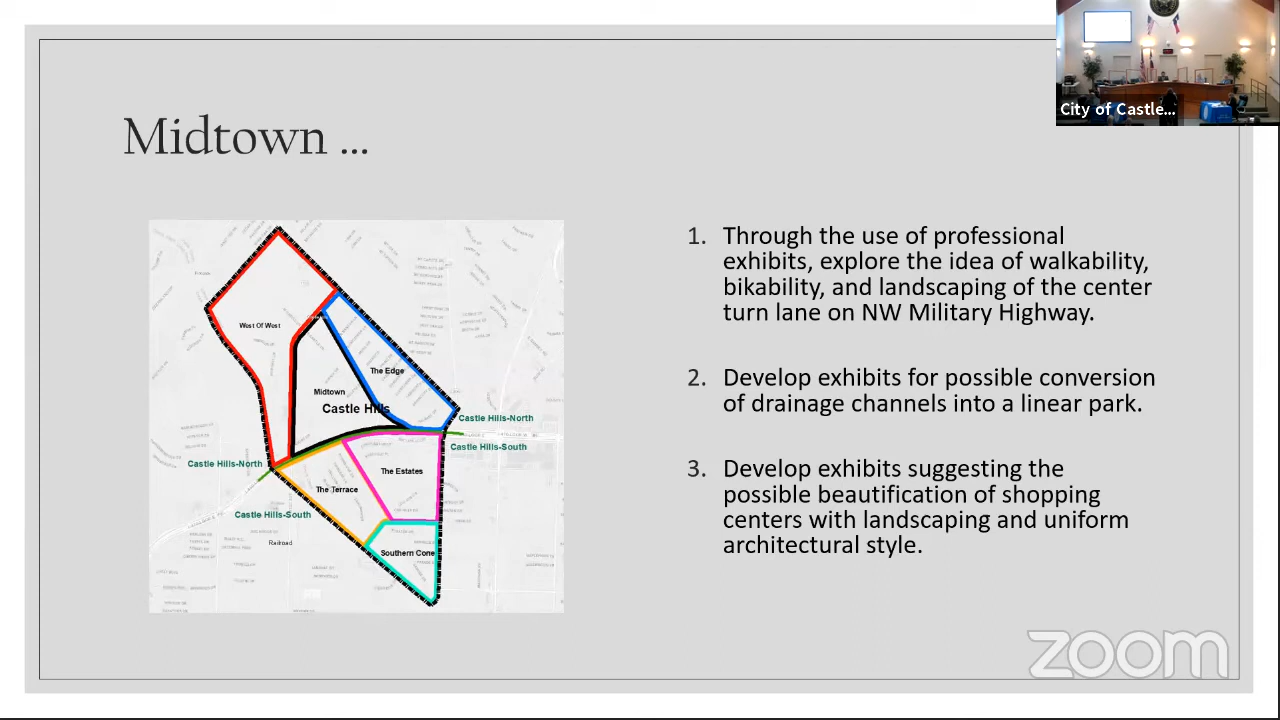 City of Castle...
Midtown ...
1. Through the use of professional
exhibits, explore the idea of walkability,
bikability, and landscaping of the center
turn lane on NW Military Highway.
2. Develop exhibits for possible conversion
of drainage channels into a linear park.
3. Develop exhibits suggesting the
possible beautification of shopping
centers with landscaping and uniform
architectural style.
West Of West
The Edge
Midtown
Castle Hills
Castle Hills-North
Castle Hills-South
Castle Hills-North
The Estates
The Terrace
Castle Hills-South
Railroad
Southern Cone
zoom